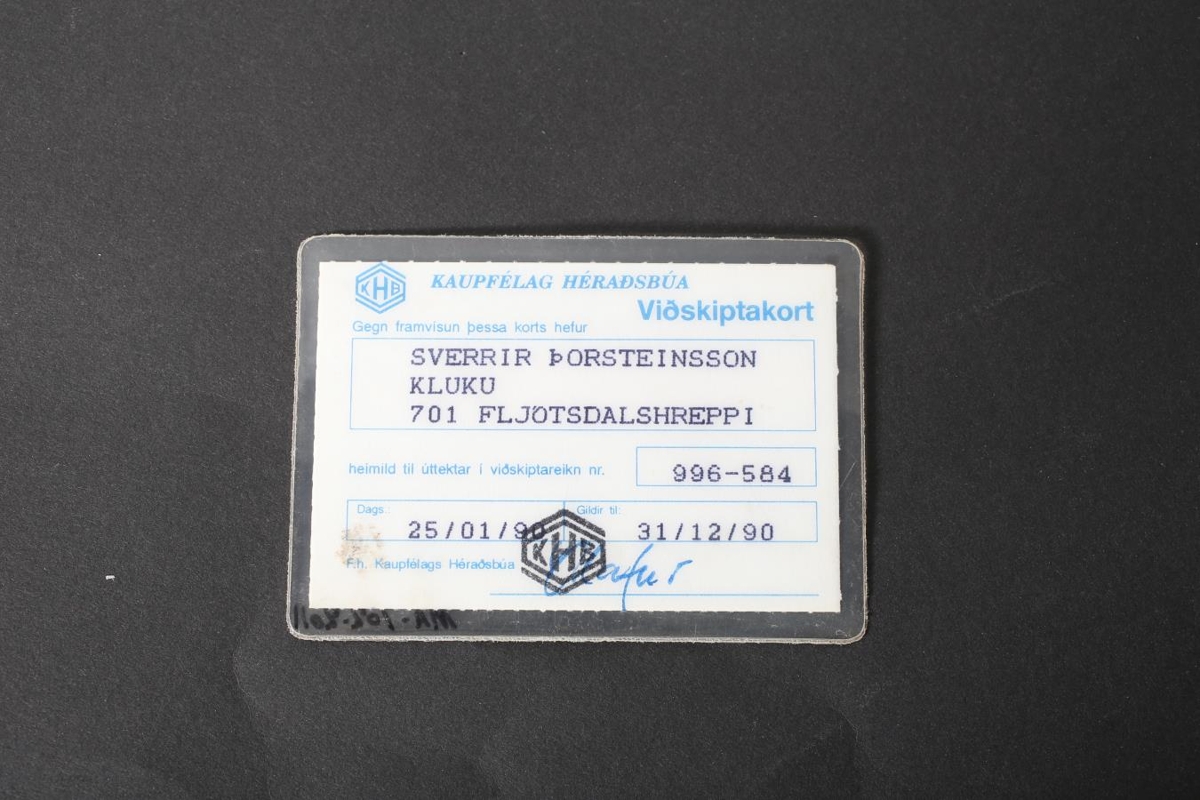 KHB KAUPFÉLAG HÉRAÐSBÚA
Viðskiptakort
Gegn framvísun þessa korts hefur
SVERRIR ÞORSTEINSSON
KLUKU
701 FLJÓTSDALSHREPPI
heimild til úttektar í viðskiptareikn nr. 996-584
Dags.: 25/01/90 Gildir til: 31/12/90
F.h. Kaupfélags Héraðsbúa KHB